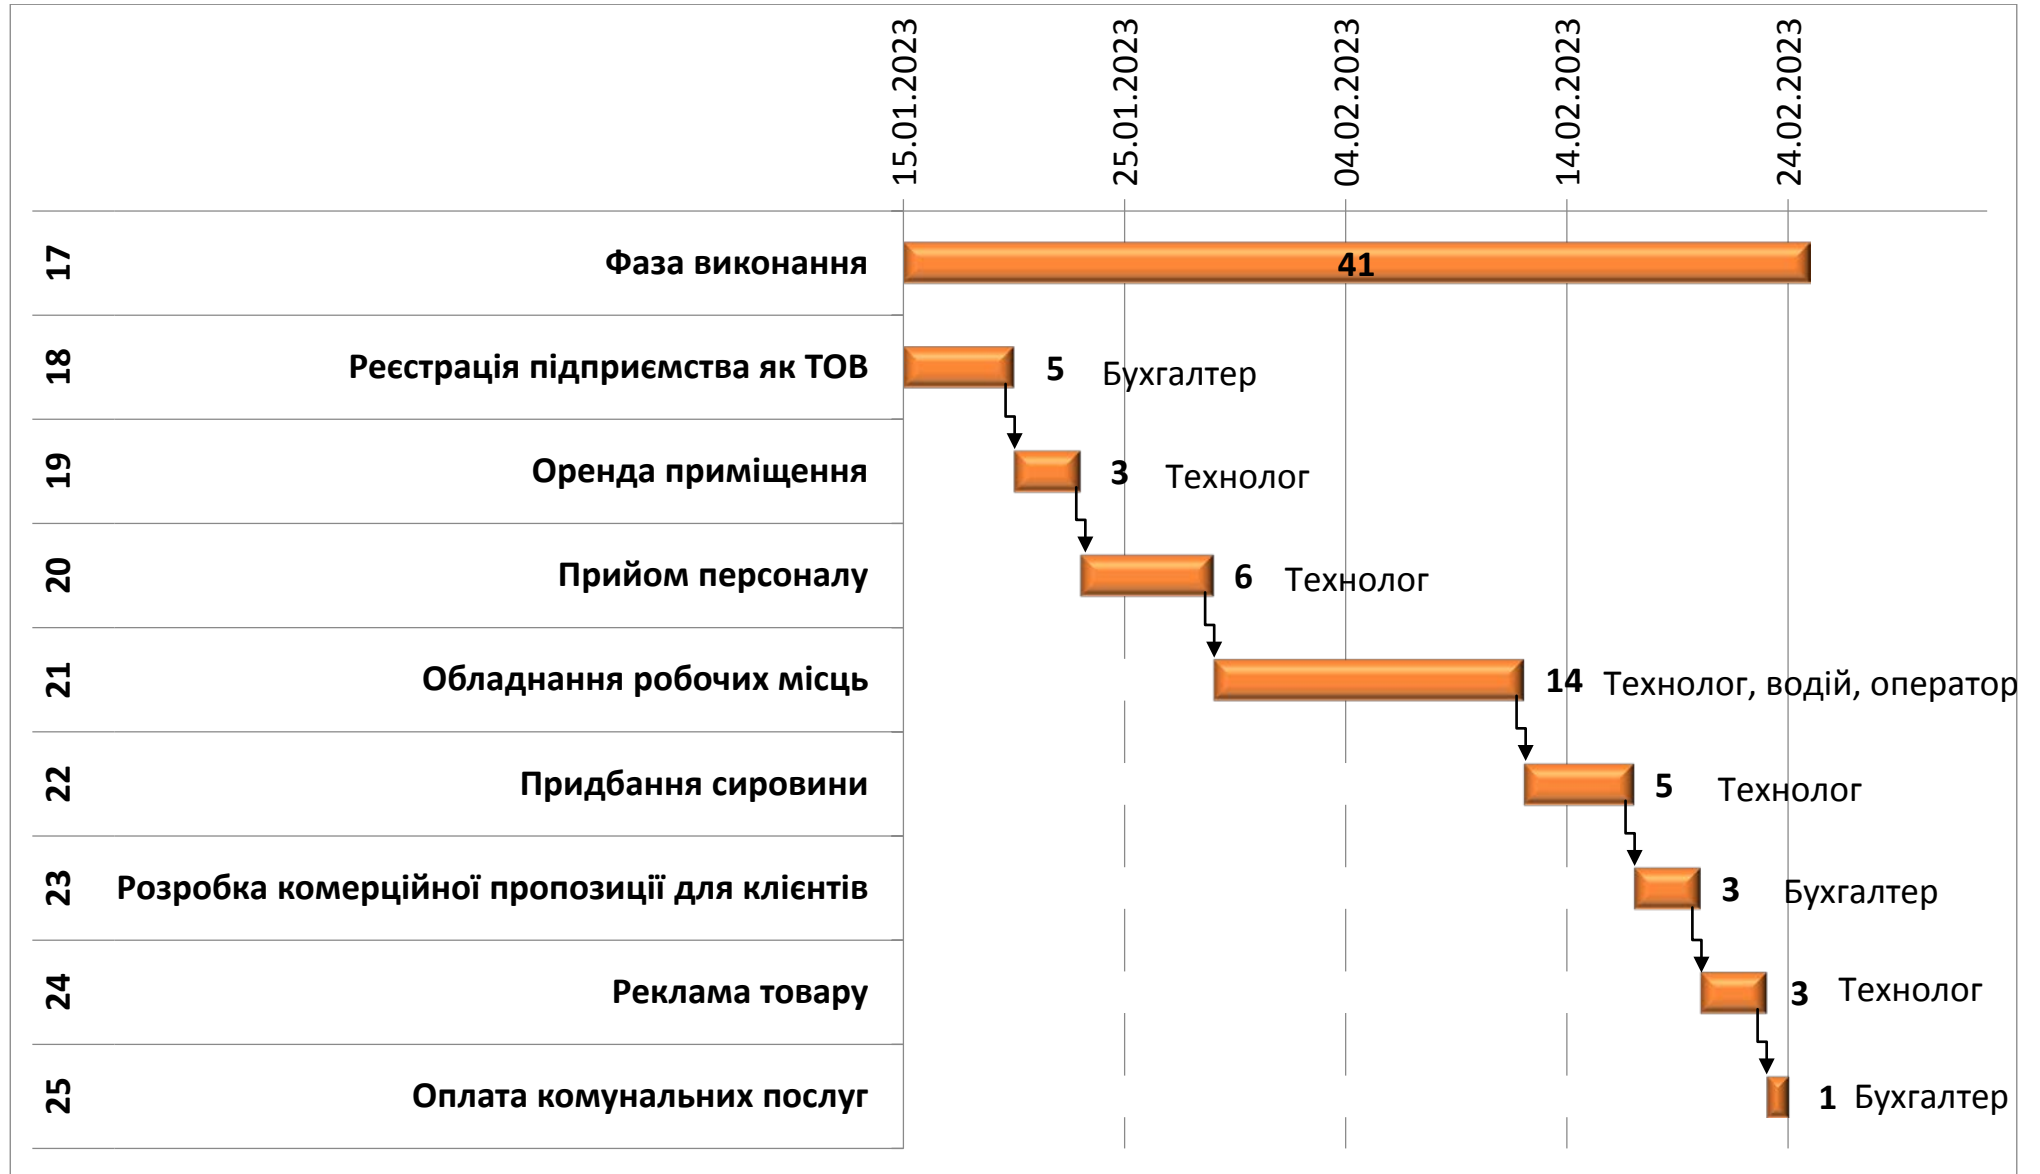 15.01.2023
25.01.2023
04.02.2023
14.02.2023
24.02.2023
17 Фаза виконання 41
18 Реєстрація підприємства як ТОВ 5 Бухгалтер
19 Оренда приміщення 3 Технолог
20 Прийом персоналу 6 Технолог
21 Обладнання робочих місць 14 Технолог, водій, оператор
22 Придбання сировини 5 Технолог
23 Розробка комерційної пропозиції для клієнтів 3 Бухгалтер
24 Реклама товару 3 Технолог
25 Оплата комунальних послуг 1 Бухгалтер